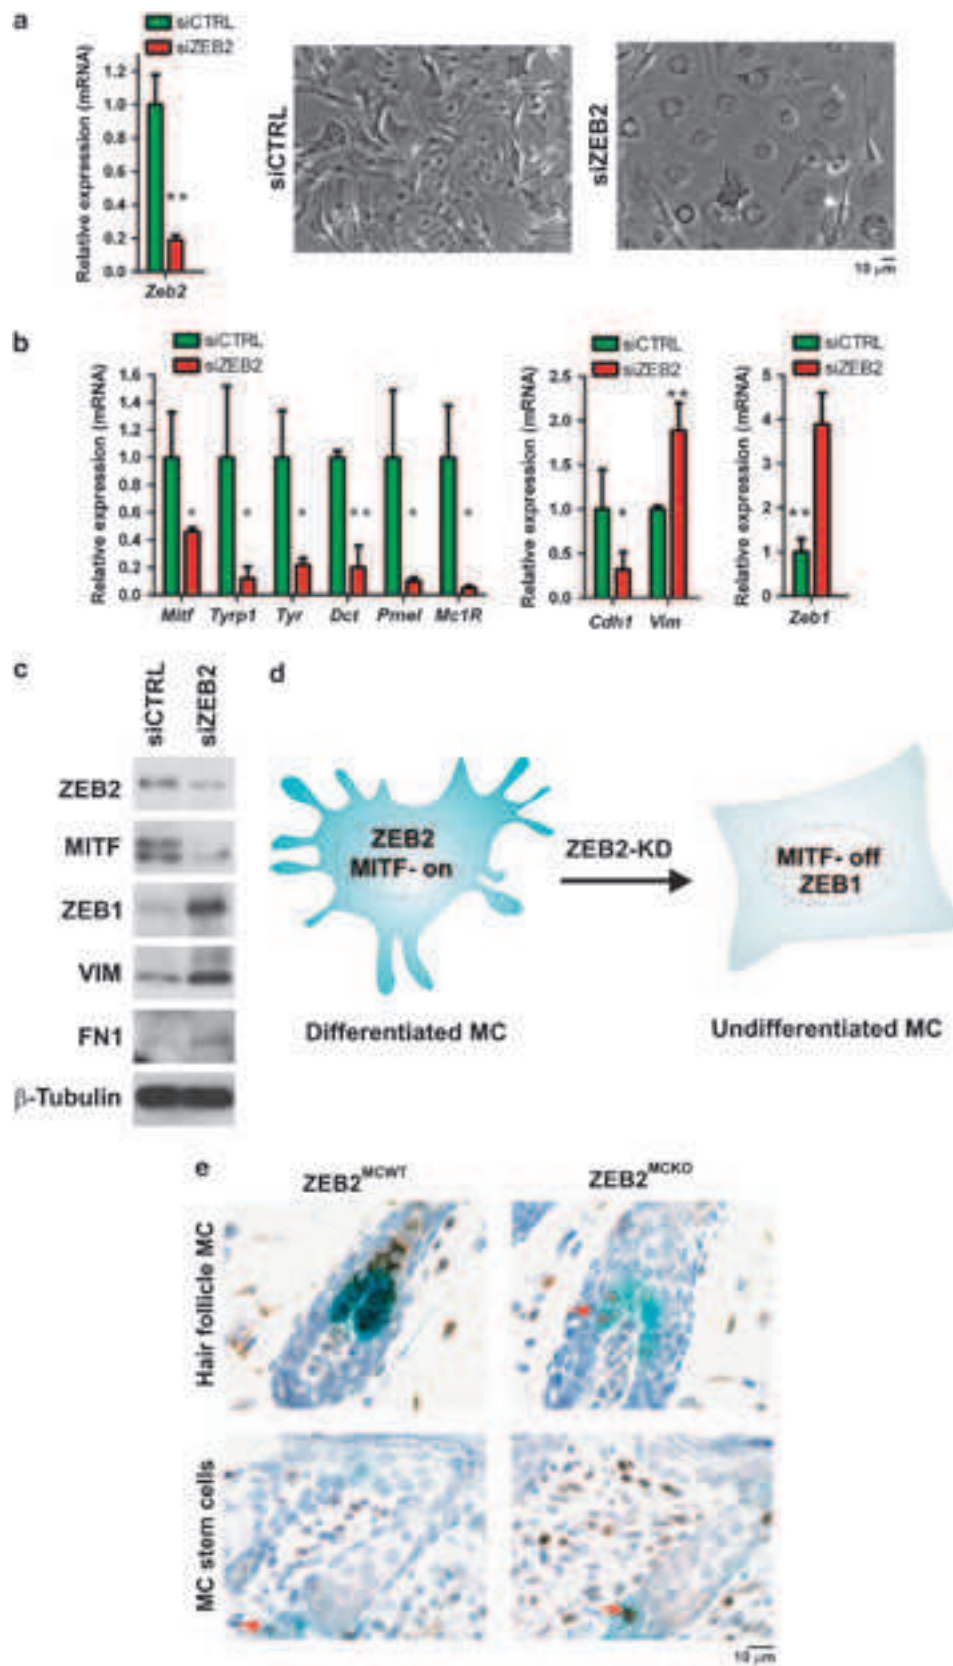 a
siCTRL
siZEB2
Relative expression (mRNA)
1.2
1.0
0.8
0.6
0.4
0.2
0.0
**
Zeb2
siCTRL
siZEB2
10 µm
b
siCTRL
siZEB2
Relative expression (mRNA)
1.6
1.4
1.2
1.0
0.8
0.6
0.4
0.2
0.0
* * * ** * *
Mitf Tyrp1 Tyr Dct Pmel Mc1R
siCTRL
siZEB2
Relative expression (mRNA)
2.5
2.0
1.5
1.0
0.5
0.0
* **
Cdh1 Vim
siCTRL
siZEB2
Relative expression (mRNA)
5
4
3
2
1
0
**
Zeb1
c
siCTRL
siZEB2
ZEB2
MITF
ZEB1
VIM
FN1
β-Tubulin
d
ZEB2
MITF- on
ZEB2-KD
MITF- off
ZEB1
Differentiated MC
Undifferentiated MC
e
ZEB2MCWT
ZEB2MCKO
Hair follicle MC
MC stem cells
10 µm